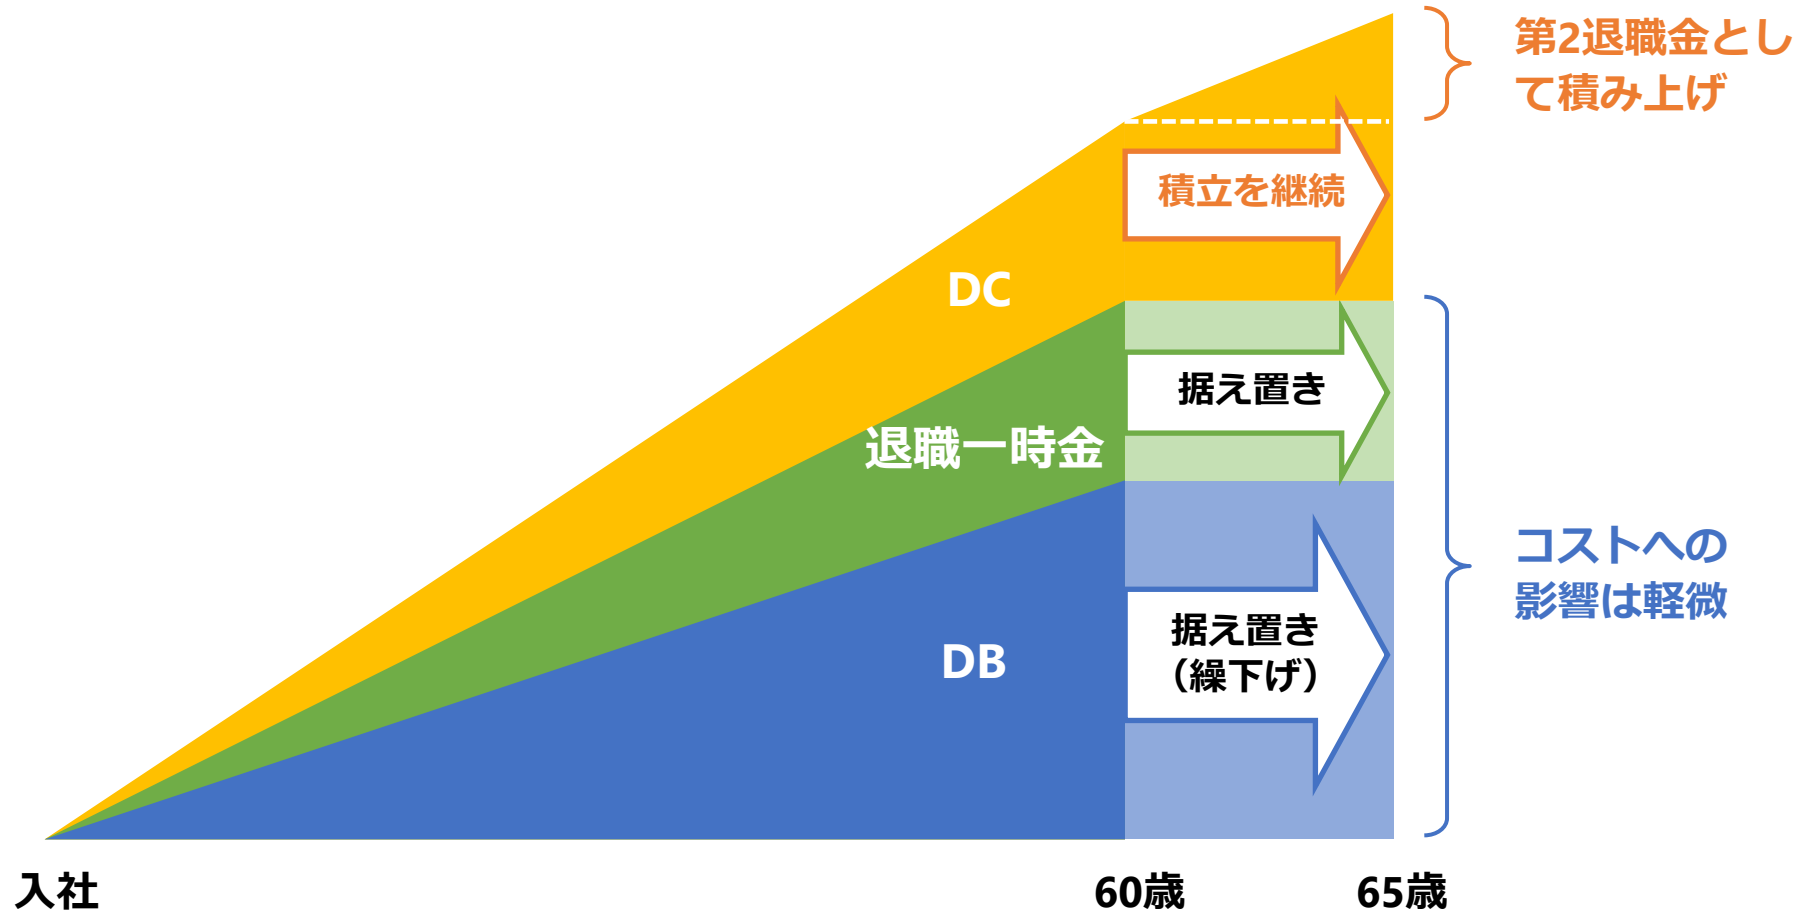 第2退職金とし
て積み上げ
積立を継続
DC
据え置き
退職一時金
コストへの
影響は軽微
据え置き
（繰下げ）
DB
入社
60歳
65歳